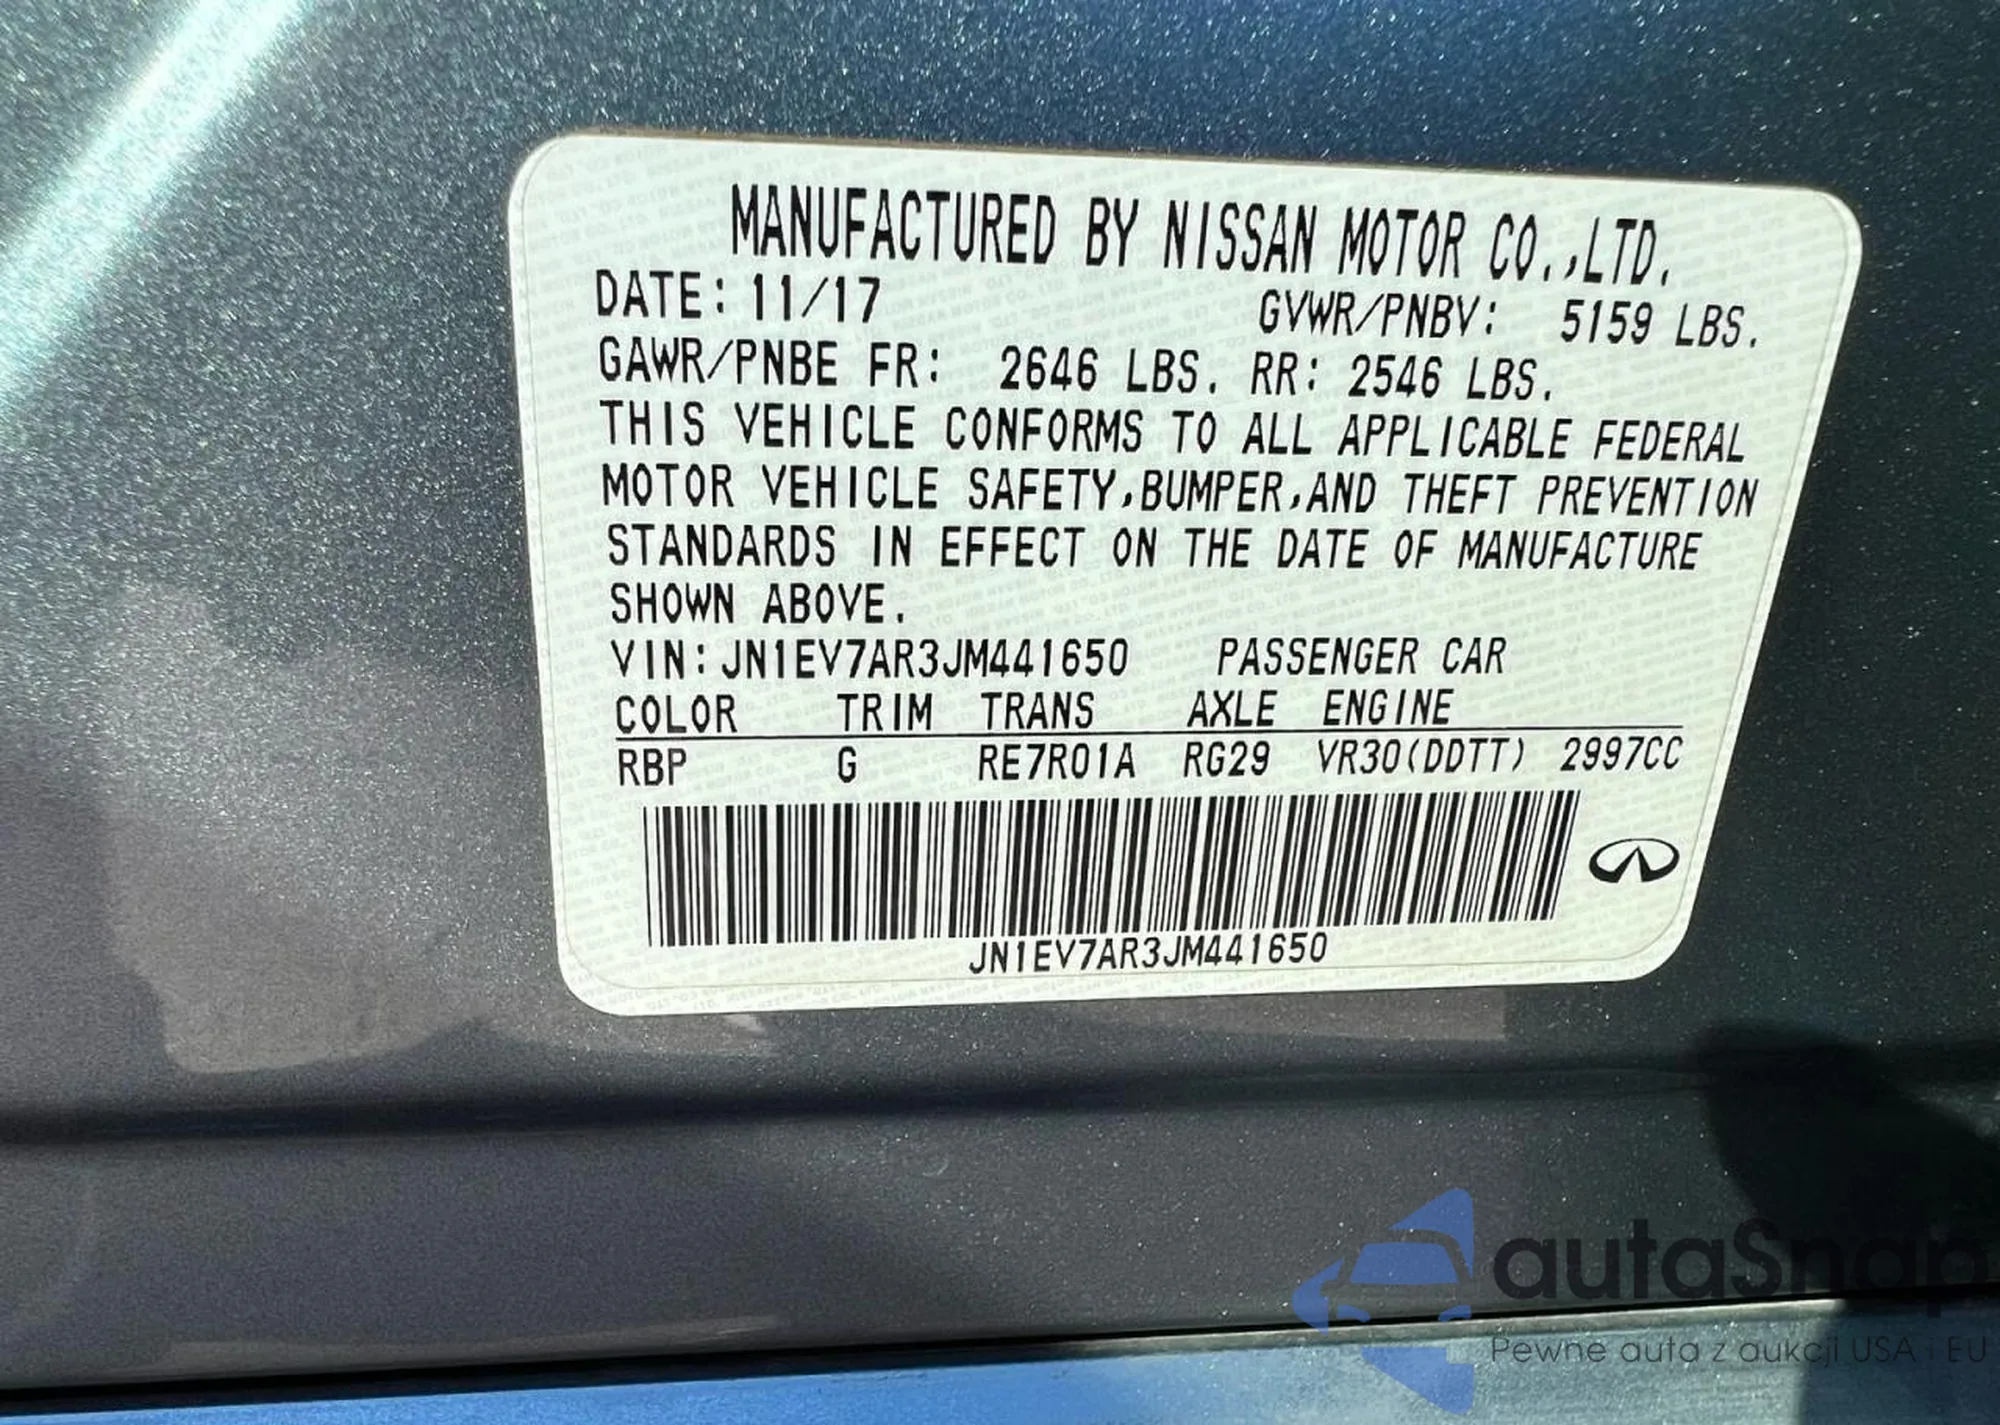 MANUFACTURED BY NISSAN MOTOR CO.,LTD.
DATE: 11/17 GVWR/PNBV: 5159 LBS.
GAWR/PNBE FR: 2646 LBS. RR: 2546 LBS.
THIS VEHICLE CONFORMS TO ALL APPLICABLE FEDERAL
MOTOR VEHICLE SAFETY,BUMPER,AND THEFT PREVENTION
STANDARDS IN EFFECT ON THE DATE OF MANUFACTURE
SHOWN ABOVE.
VIN: JN1EV7AR3JM441650 PASSENGER CAR
COLOR TRIM TRANS AXLE ENGINE
RBP G RE7R01A RG29 VR30(DDTT) 2997CC
JN1EV7AR3JM441650
autaSnap
Pewne auta z aukcji USA i EU